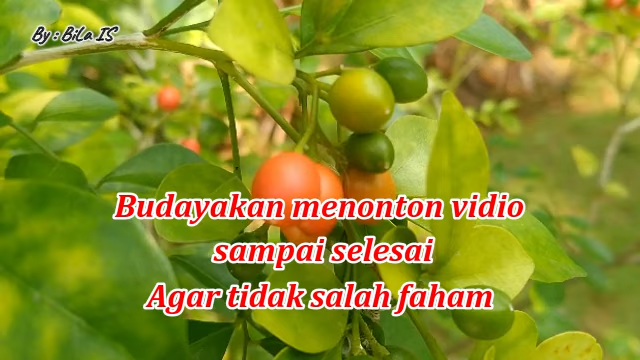 By : BiLa IS
Budayakan menonton vidio
sampai selesai
Agar tidak salah faham